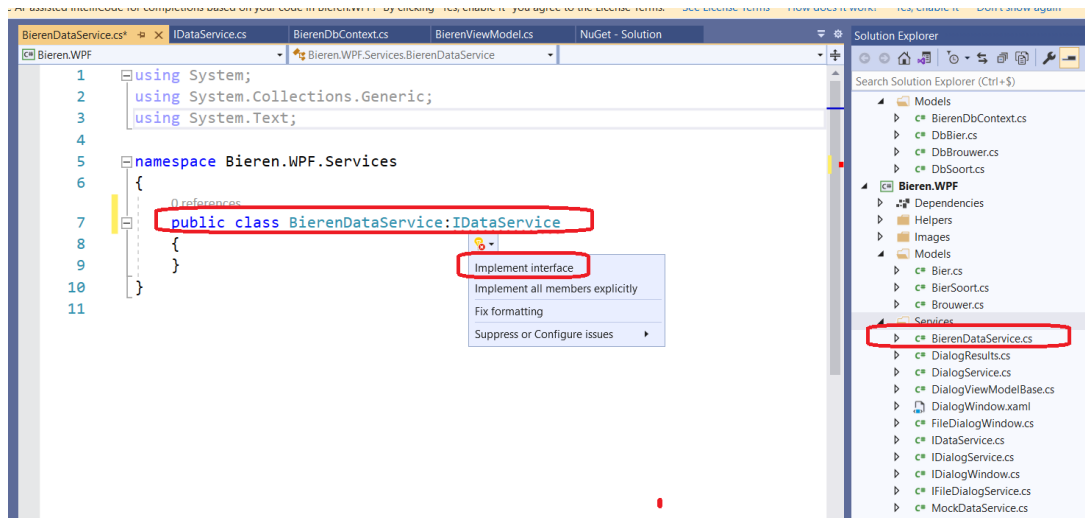 BierenDataService.cs* IDataService.cs BierenDbContext.cs BierenViewModel.cs NuGet - Solution
Bieren.WPF Bieren.WPF.Services.BierenDataService
1 using System;
2 using System.Collections.Generic;
3 using System.Text;
4
5 namespace Bieren.WPF.Services
6 {
0 references
7 public class BierenDataService:IDataService
8 {
9 }
10 }
11
Implement interface
Implement all members explicitly
Fix formatting
Suppress or Configure issues
Solution Explorer
Search Solution Explorer (Ctrl+$)
Models
C# BierenDbContext.cs
C# DbBier.cs
C# DbBrouwer.cs
C# DbSoort.cs
C# Bieren.WPF
Dependencies
Helpers
Images
Models
C# Bier.cs
C# BierSoort.cs
C# Brouwer.cs
Services
C# BierenDataService.cs
C# DialogResults.cs
C# DialogService.cs
C# DialogViewModelBase.cs
DialogWindow.xaml
C# FileDialogWindow.cs
C# IDataService.cs
C# IDialogService.cs
C# IDialogWindow.cs
C# IFileDialogService.cs
C# MockDataService.cs